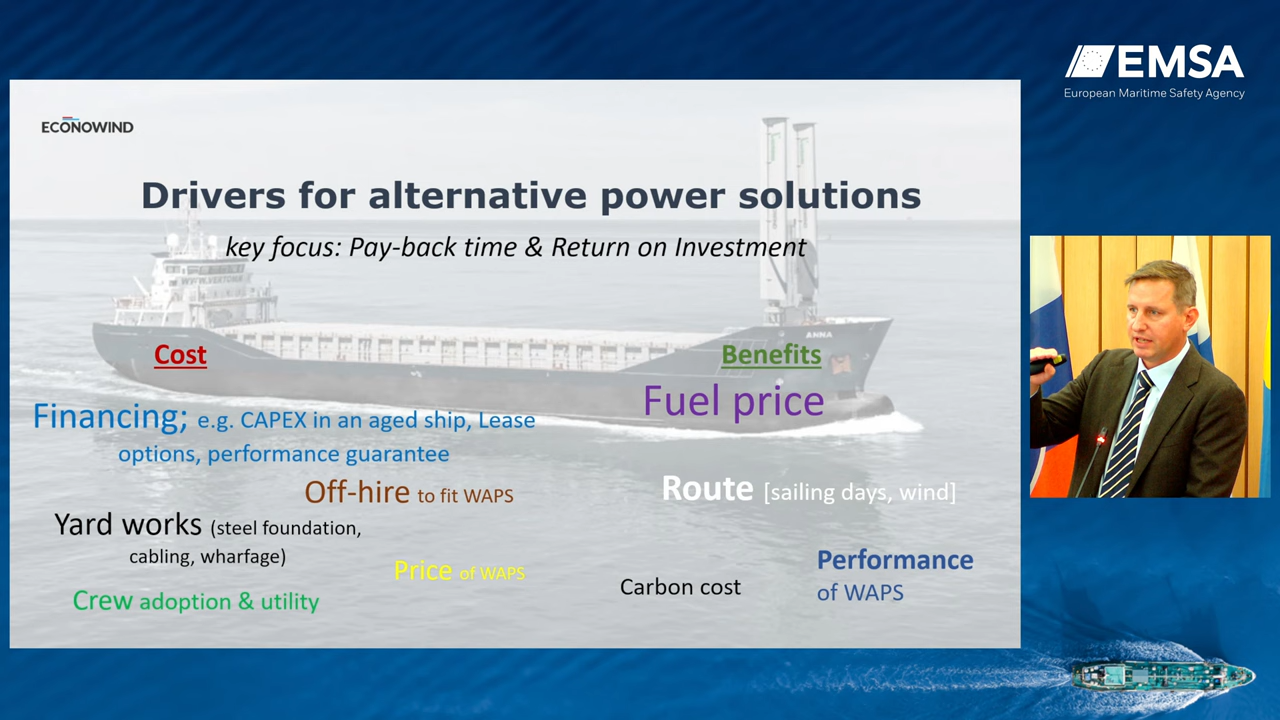 EMSA
European Maritime Safety Agency
ECONOWIND
Drivers for alternative power solutions
key focus: Pay-back time & Return on Investment
ANNA
Cost
Financing; e.g. CAPEX in an aged ship, Lease
options, performance guarantee
Off-hire to fit WAPS
Yard works (steel foundation,
cabling, wharfage)
Price of WAPS
Crew adoption & utility
Benefits
Fuel price
Route [sailing days, wind]
Performance
of WAPS
Carbon cost